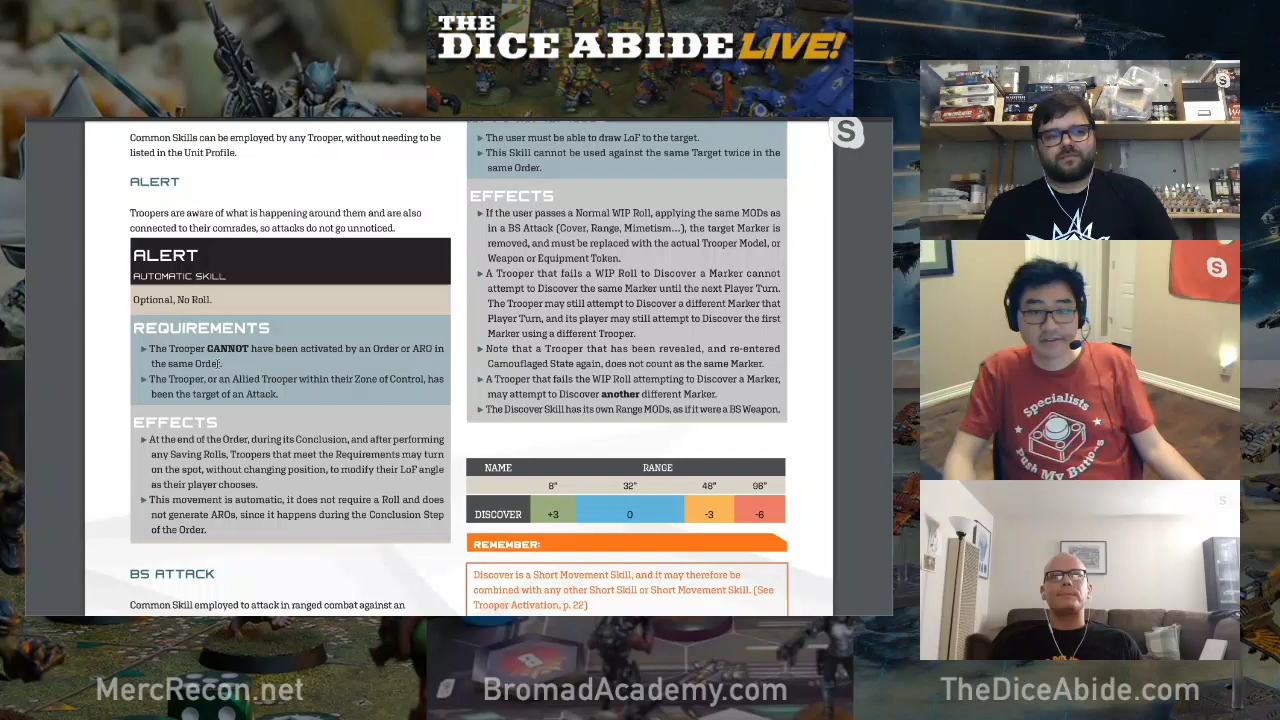 THE
DICE ABIDE LIVE!
Common Skills can be employed by any Trooper, without needing to
listed in the Unit Profile.
ALERT
Troopers are aware of what is happening around them and are also
connected to their comrades, so attacks do not go unnoticed.
ALERT
AUTOMATIC SKILL
Optional, No Roll.
REQUIREMENTS
► The Trooper CANNOT have been activated by an Order or ARO in
the same Order.
► The Trooper, or an Allied Trooper within their Zone of Control, has
been the target of an Attack.
EFFECTS
► At the end of the Order, during its Conclusion, and after performing
any Saving Rolls, Troopers that meet the Requirements may turn
on the spot, without changing position, to modify their LoF angle
as their player chooses.
► This movement is automatic, it does not require a Roll and does
not generate AROs, since it happens during the Conclusion Step
of the Order.
BS ATTACK
Common Skill employed to attack in ranged combat against an
► The user must be able to draw LoF to the target.
► This Skill cannot be used against the same Target twice in the
same Order.
EFFECTS
► If the user passes a Normal WIP Roll, applying the same MODs as
in a BS Attack (Cover, Range, Mimetism...), the target Marker is
removed, and must be replaced with the actual Trooper Model, or
Weapon or Equipment Token.
► A Trooper that fails a WIP Roll to Discover a Marker cannot
attempt to Discover the same Marker until the next Player Turn.
The Trooper may still attempt to Discover a different Marker that
Player Turn, and its player may still attempt to Discover the first
Marker using a different Trooper.
► Note that a Trooper that has been revealed, and re-entered
Camouflaged State again, does not count as the same Marker.
► A Trooper that fails the WIP Roll attempting to Discover a Marker,
may attempt to Discover another different Marker.
► The Discover Skill has its own Range MODs, as if it were a BS Weapon.
NAME RANGE
8" 32" 48" 96"
DISCOVER +3 0 -3 -6
REMEMBER:
Discover is a Short Movement Skill, and it may therefore be
combined with any other Short Skill or Short Movement Skill. (See
Trooper Activation, p. 22)
S
S
S
S
Specialists
Push My Buttons
MercRecon.net
BromadAcademy.com
TheDiceAbide.com